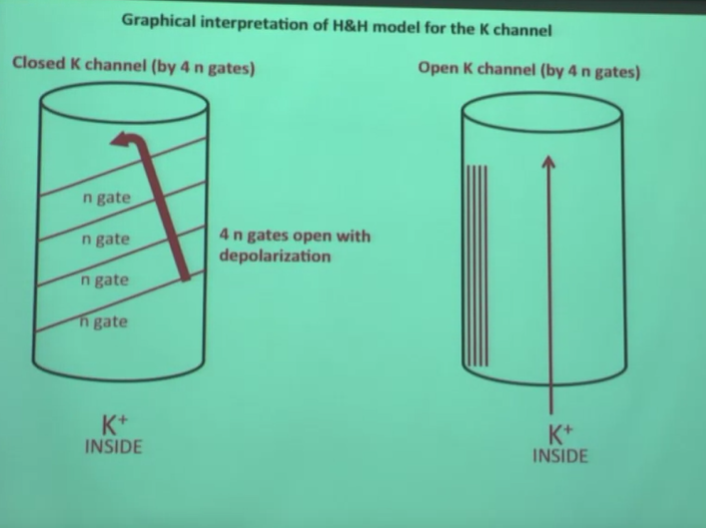 Graphical interpretation of H&H model for the K channel
Closed K channel (by 4 n gates)
Open K channel (by 4 n gates)
n gate
n gate
n gate
n gate
4 n gates open with
depolarization
K+
INSIDE
K+
INSIDE